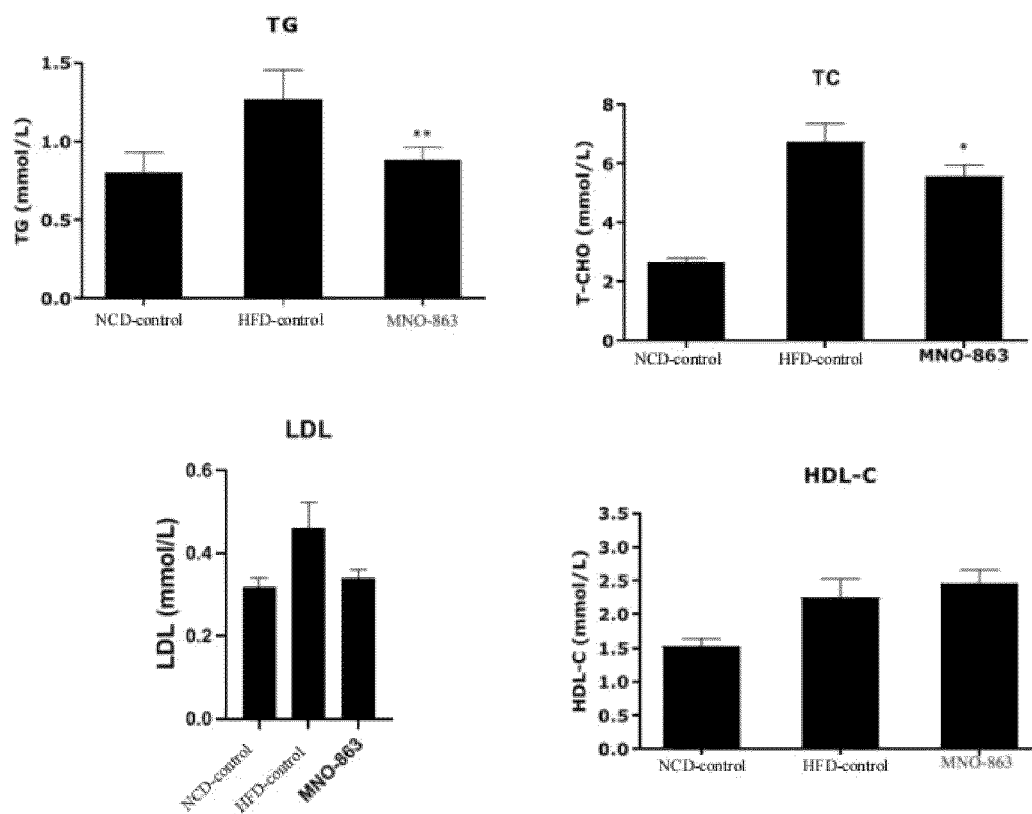 TG
TG (mmol/L)
1.5
1.0
0.5
0.0
**
NCD-control
HFD-control
MNO-863
TC
T-CHO (mmol/L)
8
6
4
2
0
*
NCD-control
HFD-control
MNO-863
LDL
LDL (mmol/L)
0.6
0.4
0.2
0.0
NCD-control
HFD-control
MNO-863
HDL-C
HDL-C (mmol/L)
3.5
3.0
2.5
2.0
1.5
1.0
0.5
0.0
NCD-control
HFD-control
MNO-863